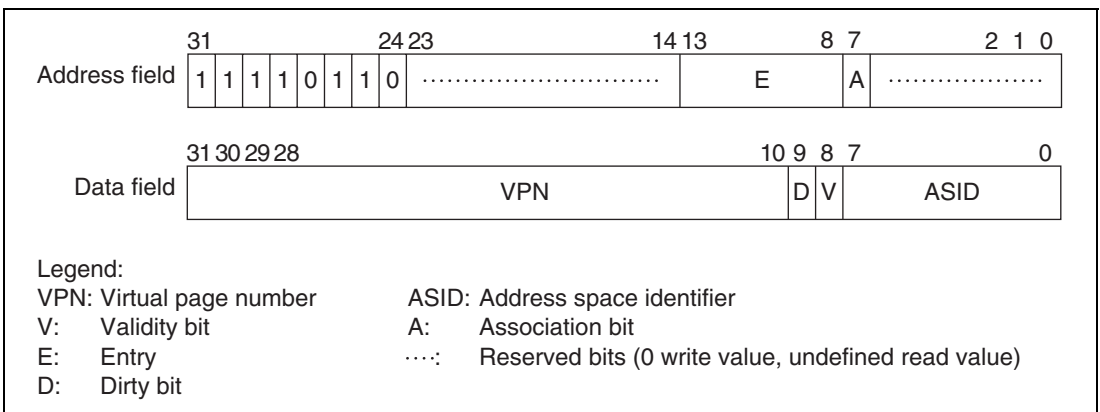 31 24 23 14 13 8 7 2 1 0
Address field 1 1 1 1 0 1 1 0 ............................ E A ..................
31 30 29 28 10 9 8 7 0
Data field VPN D V ASID
Legend:
VPN: Virtual page number ASID: Address space identifier
V: Validity bit A: Association bit
E: Entry ····: Reserved bits (0 write value, undefined read value)
D: Dirty bit